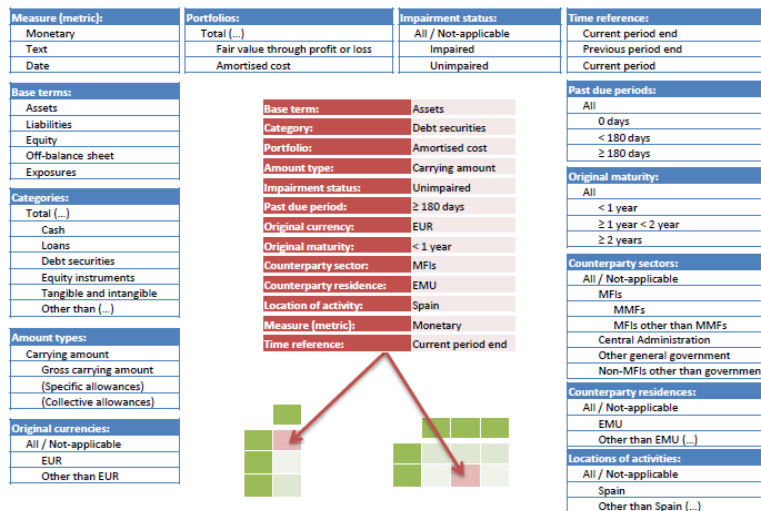 Measure (metric):
Monetary
Text
Date
Portfolios:
Total (...)
Fair value through profit or loss
Amortised cost
Impairment status:
All / Not-applicable
Impaired
Unimpaired
Time reference:
Current period end
Previous period end
Current period
Base terms:
Assets
Liabilities
Equity
Off-balance sheet
Exposures
Categories:
Total (...)
Cash
Loans
Debt securities
Equity instruments
Tangible and intangible
Other than (...)
Amount types:
Carrying amount
Gross carrying amount
(Specific allowances)
(Collective allowances)
Original currencies:
All / Not-applicable
EUR
Other than EUR
Base term: Assets
Category: Debt securities
Portfolio: Amortised cost
Amount type: Carrying amount
Impairment status: Unimpaired
Past due period: ≥ 180 days
Original currency: EUR
Original maturity: < 1 year
Counterparty sector: MFIs
Counterparty residence: EMU
Location of activity: Spain
Measure (metric): Monetary
Time reference: Current period end
Past due periods:
All
0 days
< 180 days
≥ 180 days
Original maturity:
All
< 1 year
≥ 1 year < 2 year
≥ 2 years
Counterparty sectors:
All / Not-applicable
MFIs
MMFs
MFIs other than MMFs
Central Administration
Other general government
Non-MFIs other than governmen
Counterparty residences:
All / Not-applicable
EMU
Other than EMU (...)
Locations of activities:
All / Not-applicable
Spain
Other than Spain (...)